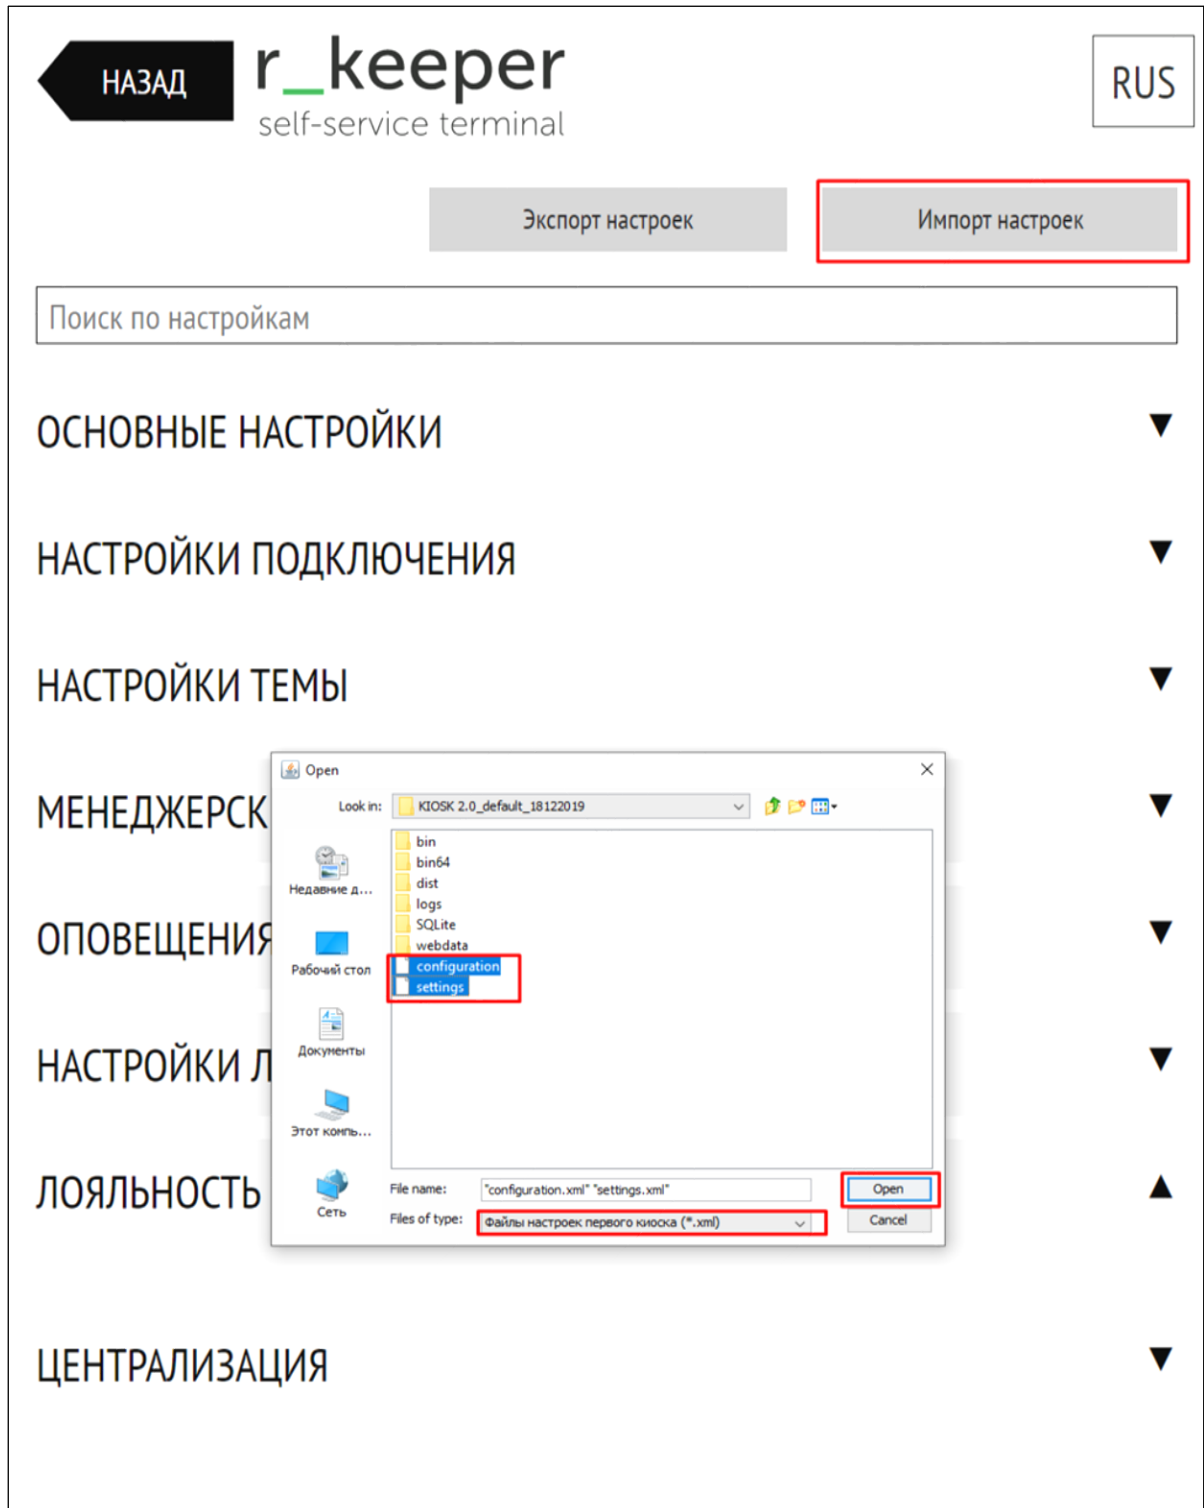 НАЗАД
r_keeper
self-service terminal
RUS
Экспорт настроек
Импорт настроек
Поиск по настройкам
ОСНОВНЫЕ НАСТРОЙКИ
НАСТРОЙКИ ПОДКЛЮЧЕНИЯ
НАСТРОЙКИ ТЕМЫ
МЕНЕДЖЕРСК
ОПОВЕЩЕНИЯ
НАСТРОЙКИ Л
ЛОЯЛЬНОСТЬ
ЦЕНТРАЛИЗАЦИЯ
Open
Look in:
KIOSK 2.0_default_18122019
Недавние д...
Рабочий стол
Документы
Этот компь...
Сеть
bin
bin64
dist
logs
SQLite
webdata
configuration
settings
File name:
"configuration.xml" "settings.xml"
Open
Files of type:
Файлы настроек первого киоска (*.xml)
Cancel